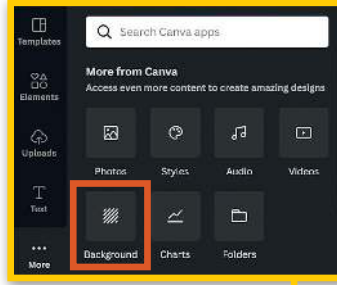 Templates
Search Canva apps
More from Canva
Access even more content to create amazing designs
Elements
Uploads
Photos
Styles
Audio
Videos
T
Text
Background
Charts
Folders
More